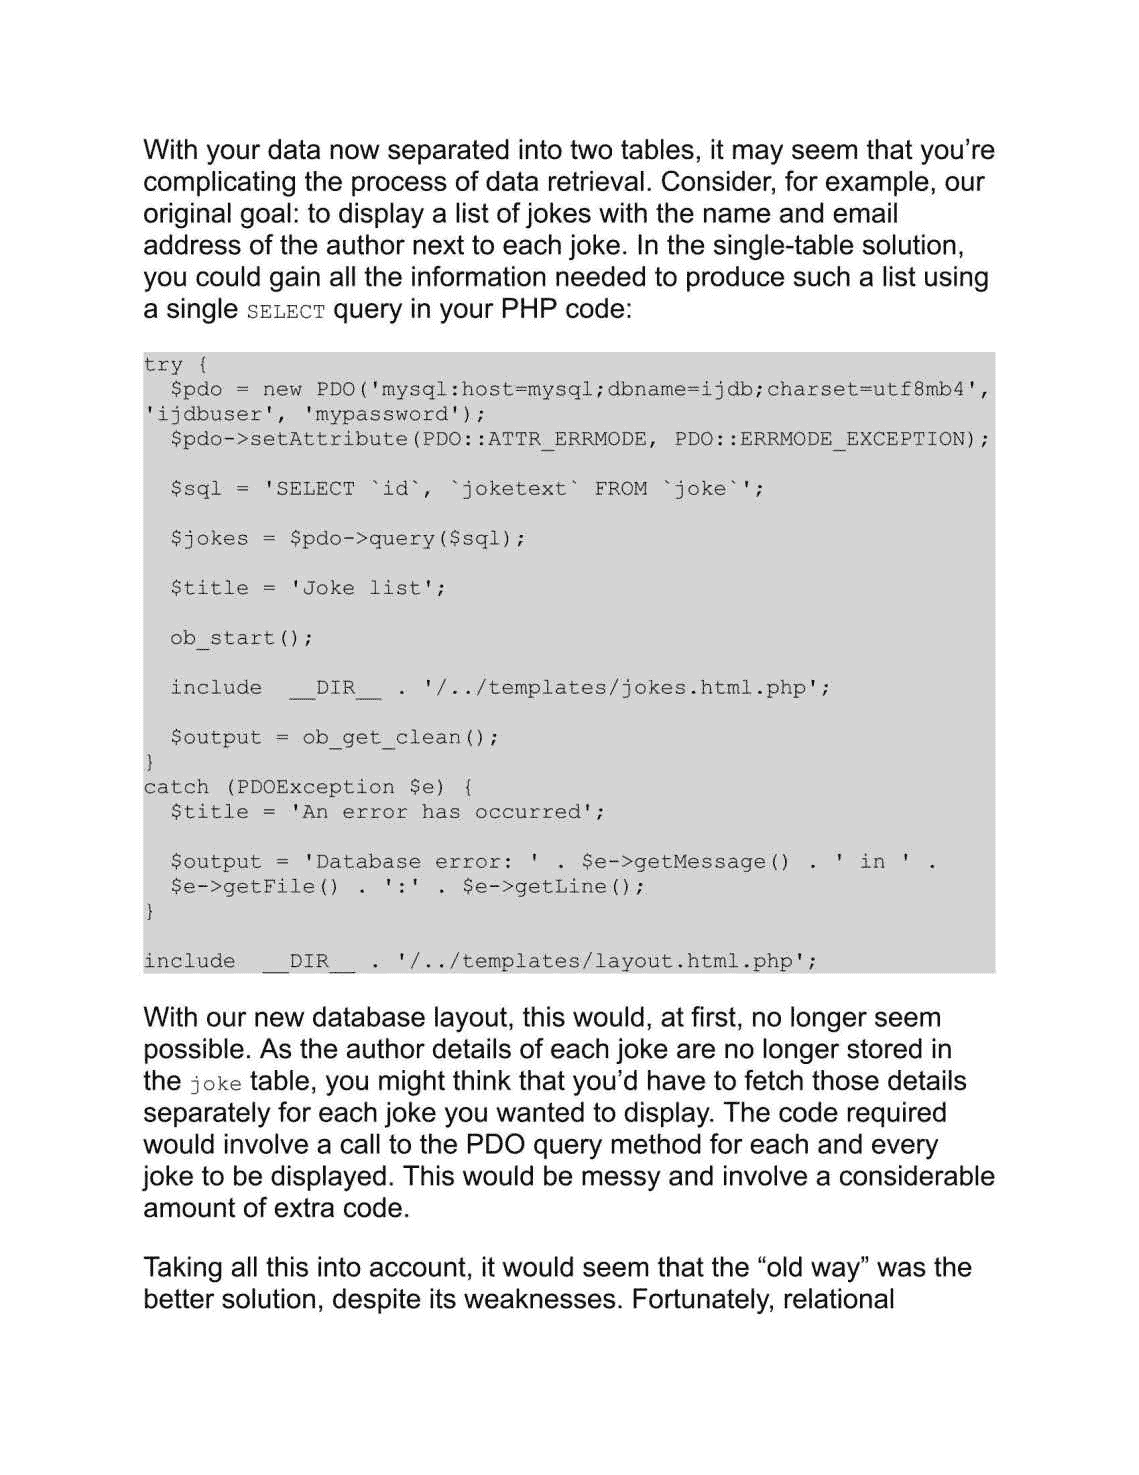 With your data now separated into two tables, it may seem that you’re
complicating the process of data retrieval. Consider, for example, our
original goal: to display a list of jokes with the name and email
address of the author next to each joke. In the single-table solution,
you could gain all the information needed to produce such a list using
a single SELECT query in your PHP code:
try {
  $pdo = new PDO('mysql:host=mysql;dbname=ijdb;charset=utf8mb4',
'ijdbuser', 'mypassword');
  $pdo->setAttribute(PDO::ATTR_ERRMODE, PDO::ERRMODE_EXCEPTION);
  $sql = 'SELECT `id`, `joketext` FROM `joke`';
  $jokes = $pdo->query($sql);
  $title = 'Joke list';
  ob_start();
  include  __DIR__ . '/../templates/jokes.html.php';
  $output = ob_get_clean();
}
catch (PDOException $e) {
  $title = 'An error has occurred';
  $output = 'Database error: ' . $e->getMessage() . ' in ' .
  $e->getFile() . ':' . $e->getLine();
}
include  __DIR__ . '/../templates/layout.html.php';
With our new database layout, this would, at first, no longer seem
possible. As the author details of each joke are no longer stored in
the joke table, you might think that you’d have to fetch those details
separately for each joke you wanted to display. The code required
would involve a call to the PDO query method for each and every
joke to be displayed. This would be messy and involve a considerable
amount of extra code.
Taking all this into account, it would seem that the “old way” was the
better solution, despite its weaknesses. Fortunately, relational